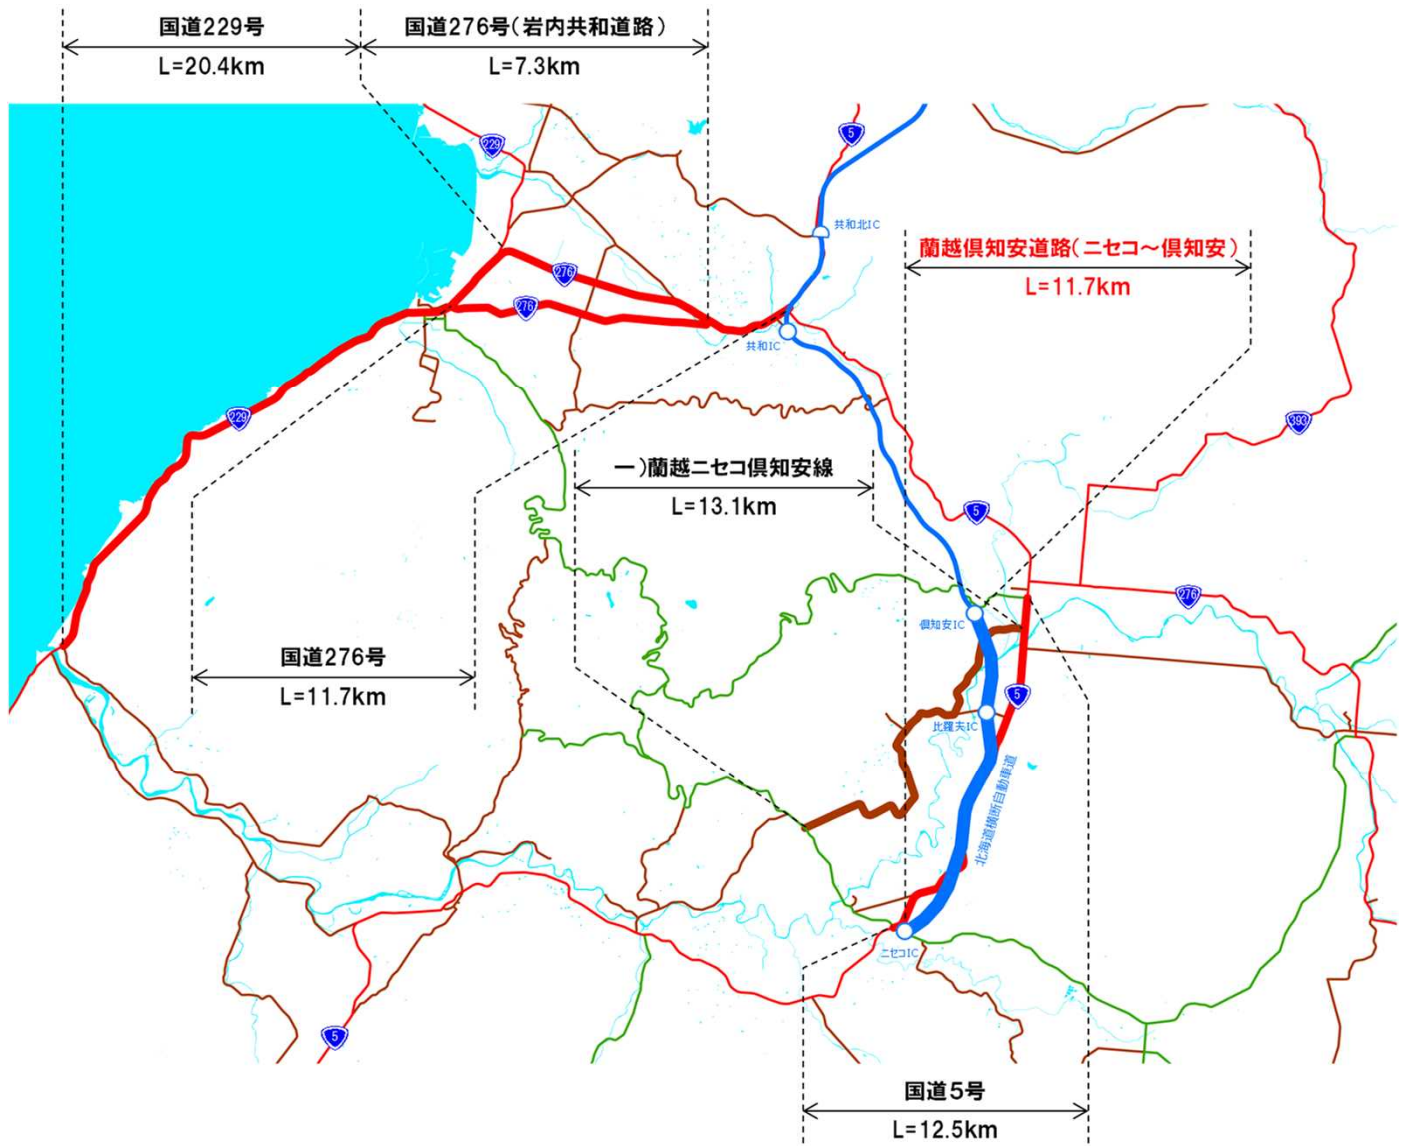 国道229号
L=20.4km
国道276号(岩内共和道路)
L=7.3km
229
5
共和北IC
蘭越倶知安道路(ニセコ～倶知安)
L=11.7km
276
276
共和IC
229
393
一)蘭越ニセコ倶知安線
L=13.1km
5
276
倶知安IC
国道276号
L=11.7km
5
比羅夫IC
北海道横断自動車道
ニセコIC
5
国道5号
L=12.5km